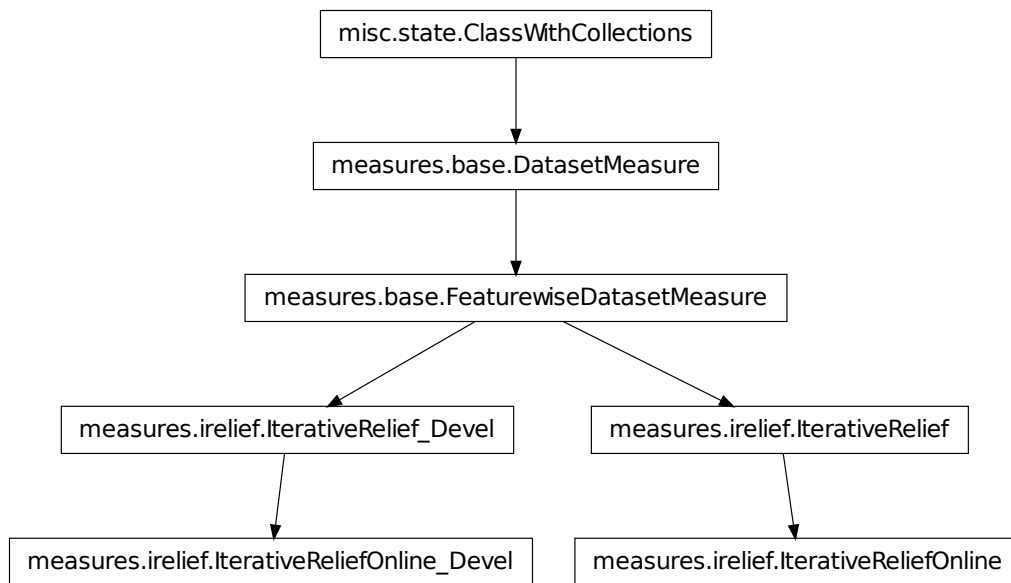 misc.state.ClassWithCollections
measures.base.DatasetMeasure
measures.base.FeaturewiseDatasetMeasure
measures.irelief.IterativeRelief_Devel
measures.irelief.IterativeRelief
measures.irelief.IterativeReliefOnline_Devel
measures.irelief.IterativeReliefOnline